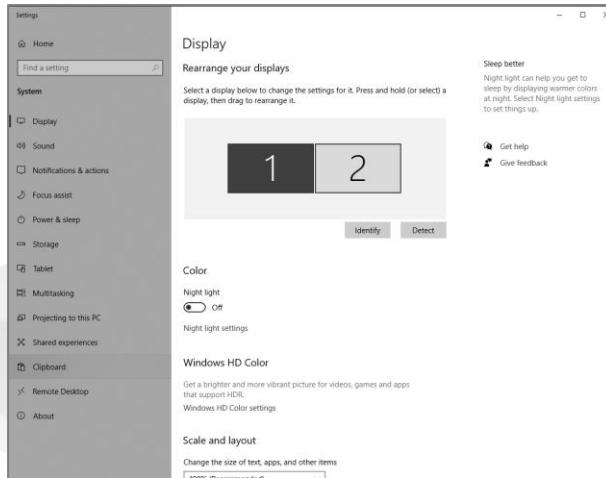 Settings
Home
Find a setting
System
Display
Sound
Notifications & actions
Focus assist
Power & sleep
Storage
Tablet
Multitasking
Projecting to this PC
Shared experiences
Clipboard
Remote Desktop
About
Display
Rearrange your displays
Select a display below to change the settings for it. Press and hold (or select) a
display, then drag to rearrange it.
1 2
Identify Detect
Color
Night light
Off
Night light settings
Windows HD Color
Get a brighter and more vibrant picture for videos, games and apps
that support HDR.
Windows HD Color settings
Scale and layout
Change the size of text, apps, and other items
100% (Recommended)
Sleep better
Night light can help you get to
sleep by displaying warmer colors
at night. Select Night light settings
to set things up.
Get help
Give feedback